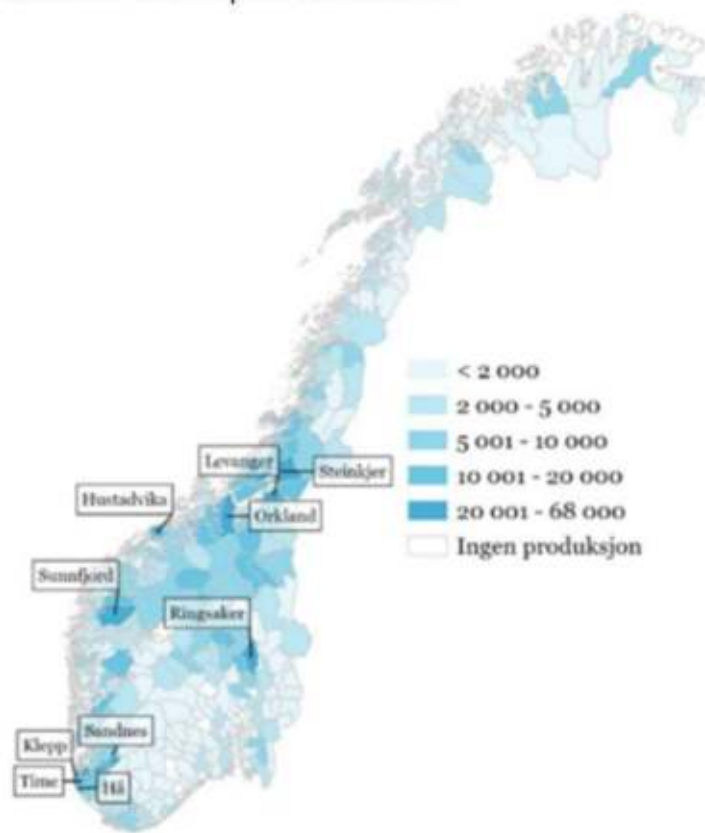 < 2 000
2 000 - 5 000
5 001 - 10 000
10 001 - 20 000
20 001 - 68 000
Ingen produksjon
Levanger
Steinkjer
Hustadvika
Orkland
Sunnfjord
Ringsaker
Sandnes
Klepp
Time
Hå